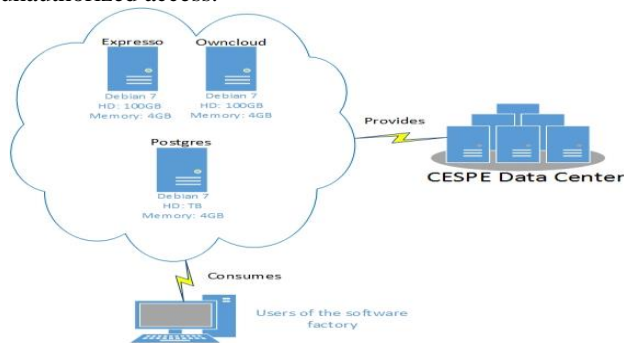 unauthorized access.
Expresso
Owncloud
Debian 7
HD: 100GB
Memory: 4GB
Debian 7
HD: 100GB
Memory: 4GB
Postgres
Debian 7
HD: TB
Memory: 4GB
Provides
CESPE Data Center
Consumes
Users of the software
factory